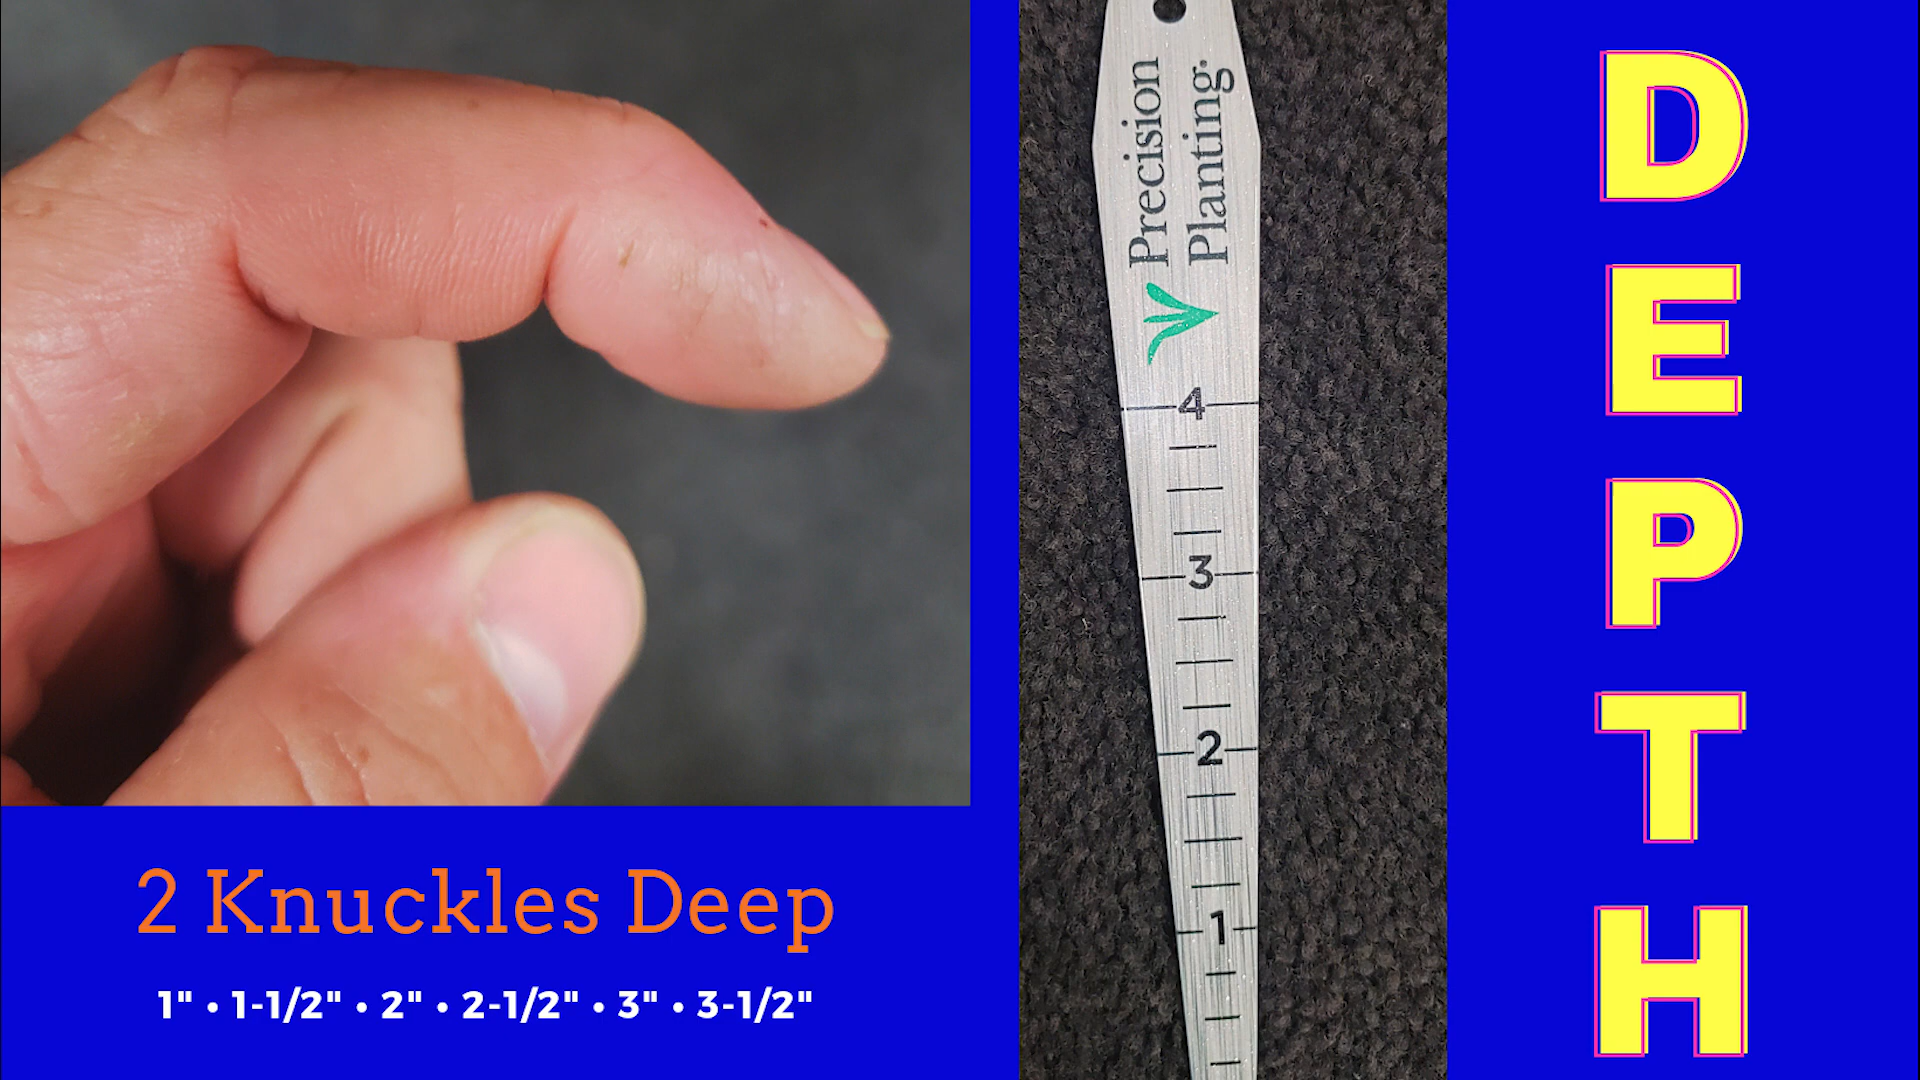 2 Knuckles Deep
1" • 1-1/2" • 2" • 2-1/2" • 3" • 3-1/2"
Precision
Planting.
4
3
2
1
DEPTH